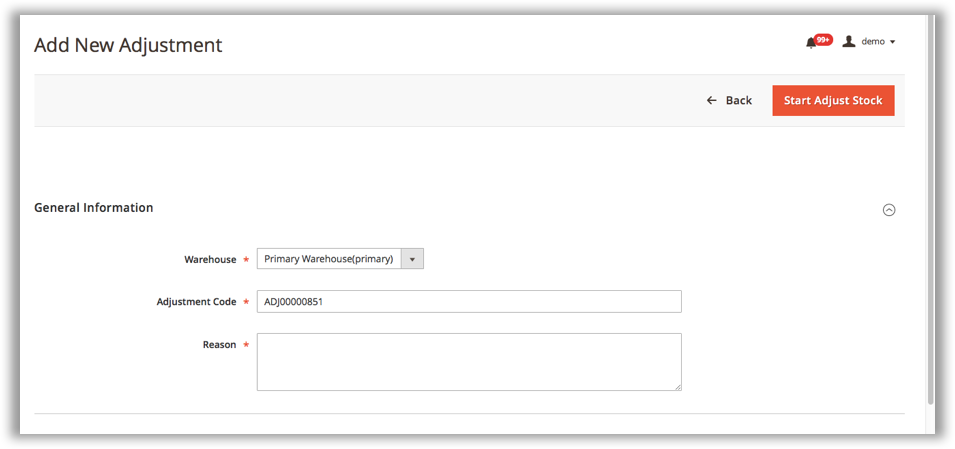 Add New Adjustment
99+
demo
Back
Start Adjust Stock
General Information
Warehouse *
Primary Warehouse(primary)
Adjustment Code *
ADJ00000851
Reason *